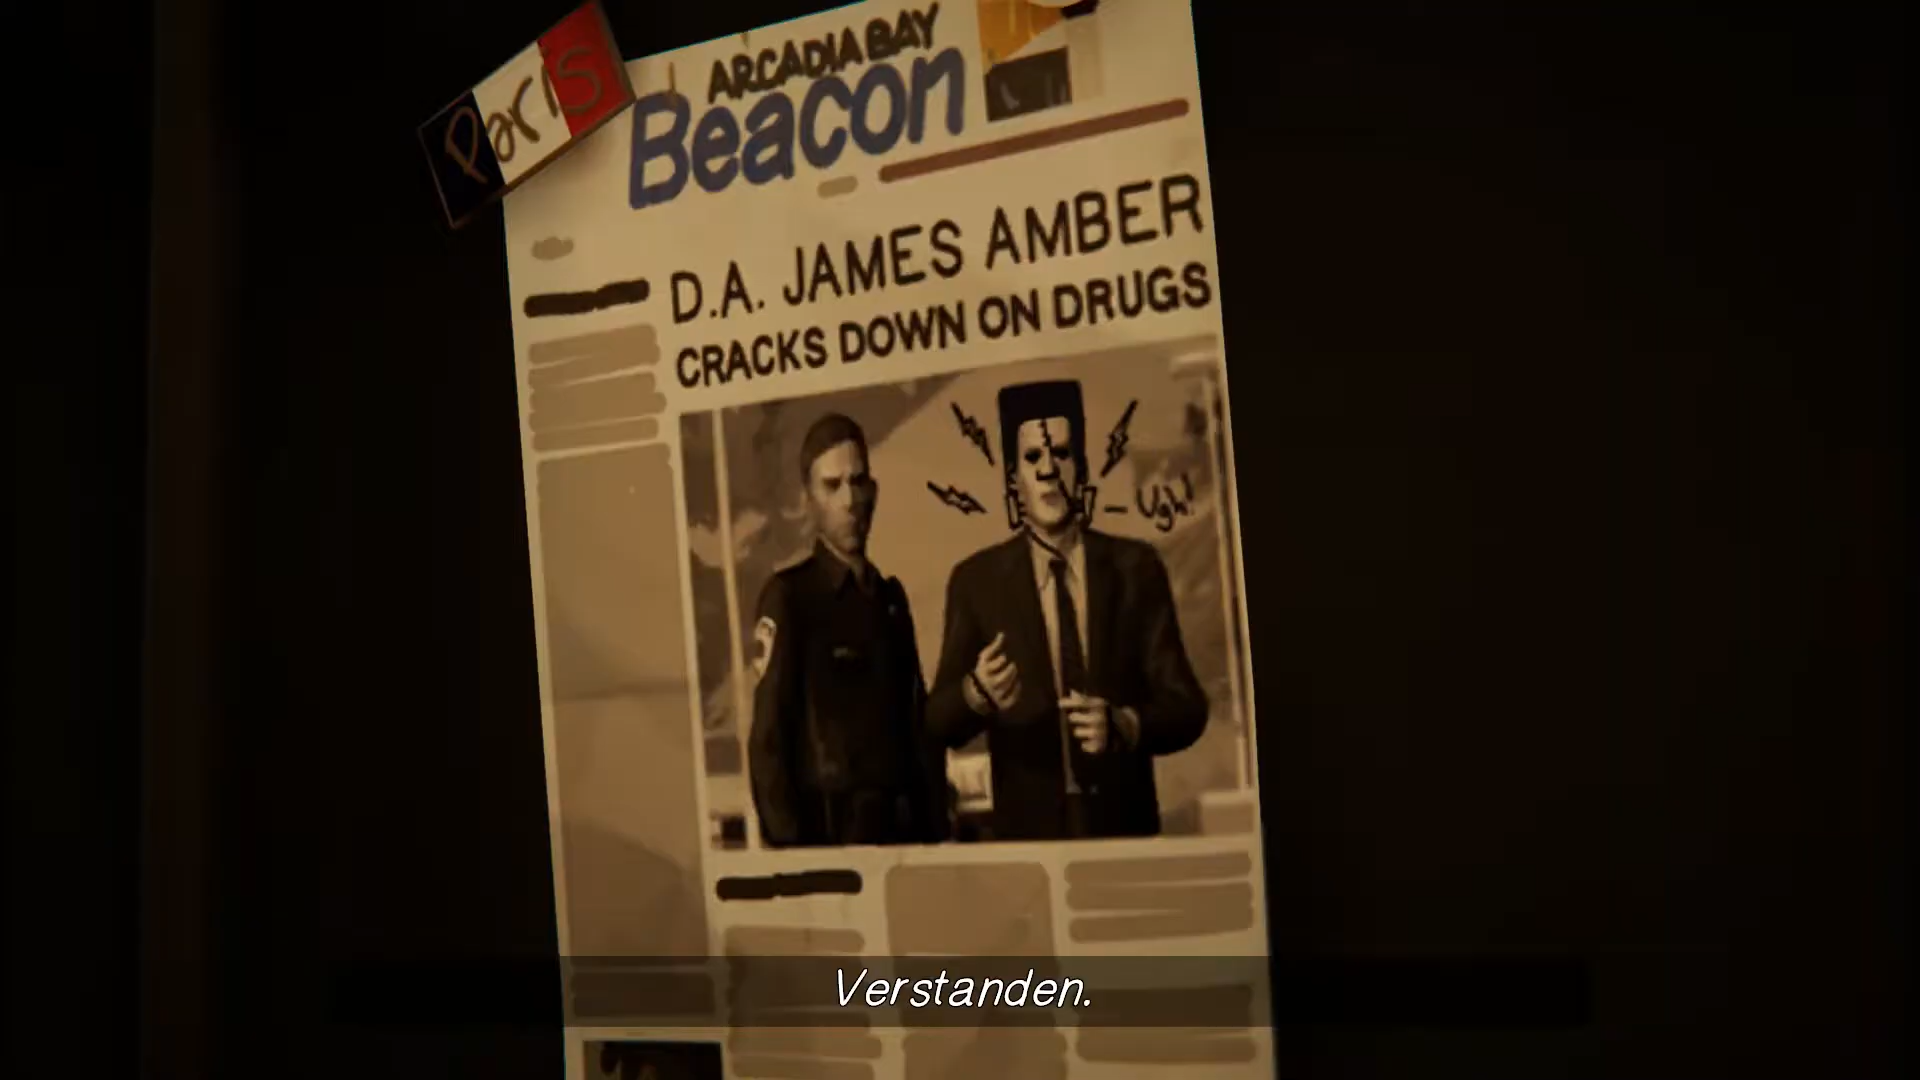 Paris
ARCADIA BAY
Beacon
D.A. JAMES AMBER
CRACKS DOWN ON DRUGS
– Ugh!
Verstanden.